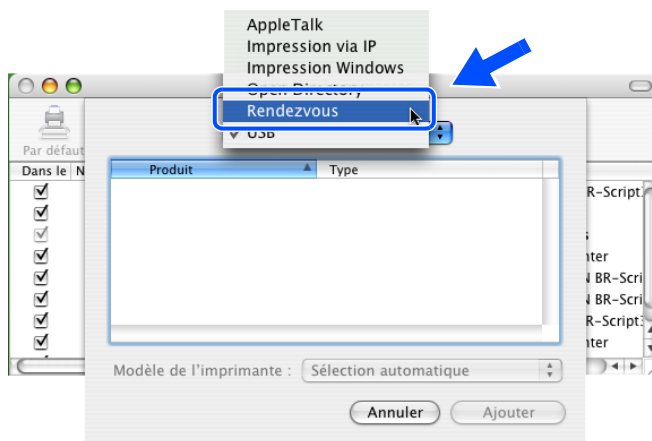 AppleTalk
Impression via IP
Impression Windows
Open Directory
Rendezvous
USB
Par défaut
Dans le N
Produit
Type
R-Script
nter
N BR-Scri
N BR-Scri
R-Script3
nter
Modèle de l'imprimante : Sélection automatique
Annuler
Ajouter